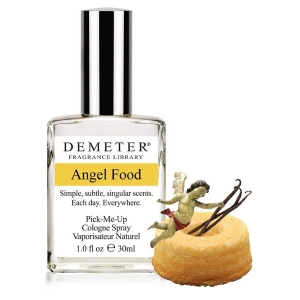 DEMETER®
FRAGRANCE LIBRARY
Angel Food
Simple, subtle, singular scents.
Each day. Everywhere.
Pick-Me-Up
Cologne Spray
Vaporisateur Naturel
1.0 fl oz ℮ 30ml